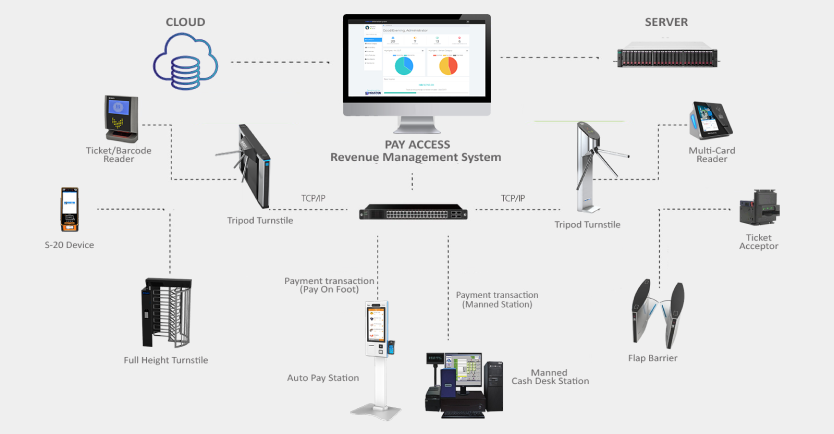 CLOUD
SERVER
PAY ACCESS
Revenue Management System
Ticket/Barcode
Reader
Multi-Card
Reader
TCP/IP
TCP/IP
Tripod Turnstile
Tripod Turnstile
S-20 Device
Ticket
Acceptor
Payment transaction
(Pay On Foot)
Payment transaction
(Manned Station)
Full Height Turnstile
Flap Barrier
Auto Pay Station
Manned
Cash Desk Station